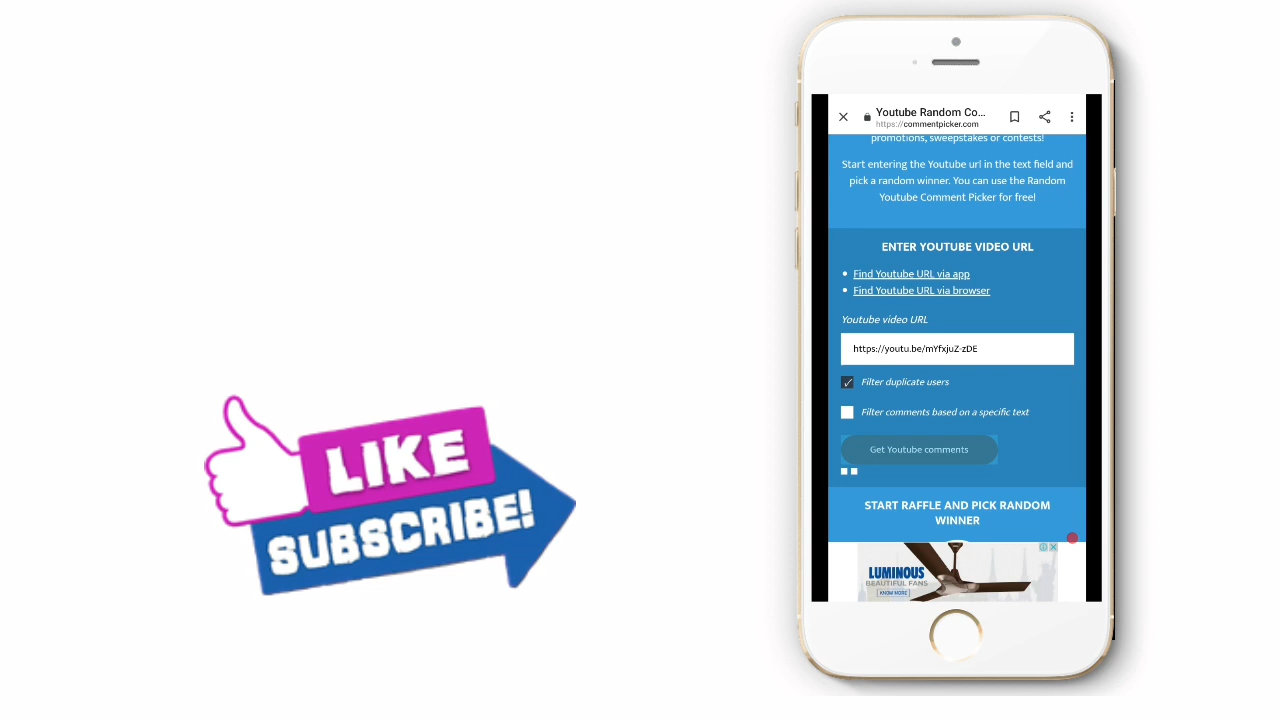 LIKE
SUBSCRIBE!
Youtube Random Co...
https://commentpicker.com
promotions, sweepstakes or contests!
Start entering the Youtube url in the text field and
pick a random winner. You can use the Random
Youtube Comment Picker for free!
ENTER YOUTUBE VIDEO URL
• Find Youtube URL via app
• Find Youtube URL via browser
Youtube video URL
https://youtu.be/mYfxjuZ-zDE
Filter duplicate users
Filter comments based on a specific text
Get Youtube comments
START RAFFLE AND PICK RANDOM
WINNER
LUMINOUS
BEAUTIFUL FANS
KNOW MORE